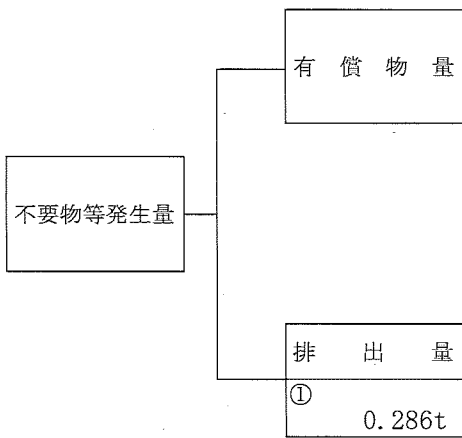 有償物量
不要物等発生量
排出量
①
0.286t